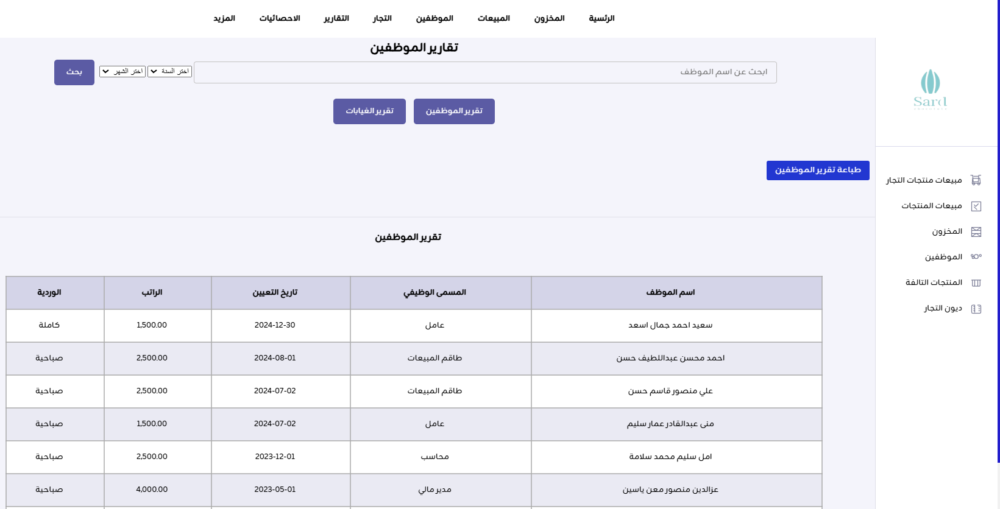 الرئسية المخزون المبيعات الموظفين التجار التقارير الاحصائيات المزيد
Sard
CHOCOLATE
مبيعات منتجات التجار
مبيعات المنتجات
المخزون
الموظفين
المنتجات التالفة
ديون التجار
تقارير الموظفين
ابحث عن اسم الموظف اختر السنة اختر الشهر بحث
تقرير الموظفين تقرير الغيابات
طباعة تقرير الموظفين
تقرير الموظفين
اسم الموظف المسمى الوظيفي تاريخ التعيين الراتب الوردية
سعيد احمد جمال اسعد عامل 2024-12-30 1,500.00 كاملة
احمد محسن عبداللطيف حسن طاقم المبيعات 2024-08-01 2,500.00 صباحية
علي منصور قاسم حسن طاقم المبيعات 2024-07-02 2,500.00 صباحية
منى عبدالقادر عمار سليم عامل 2024-07-02 1,500.00 صباحية
امل سليم محمد سلامة محاسب 2023-12-01 2,500.00 صباحية
عزالدين منصور معن ياسين مدير مالي 2023-05-01 4,000.00 صباحية